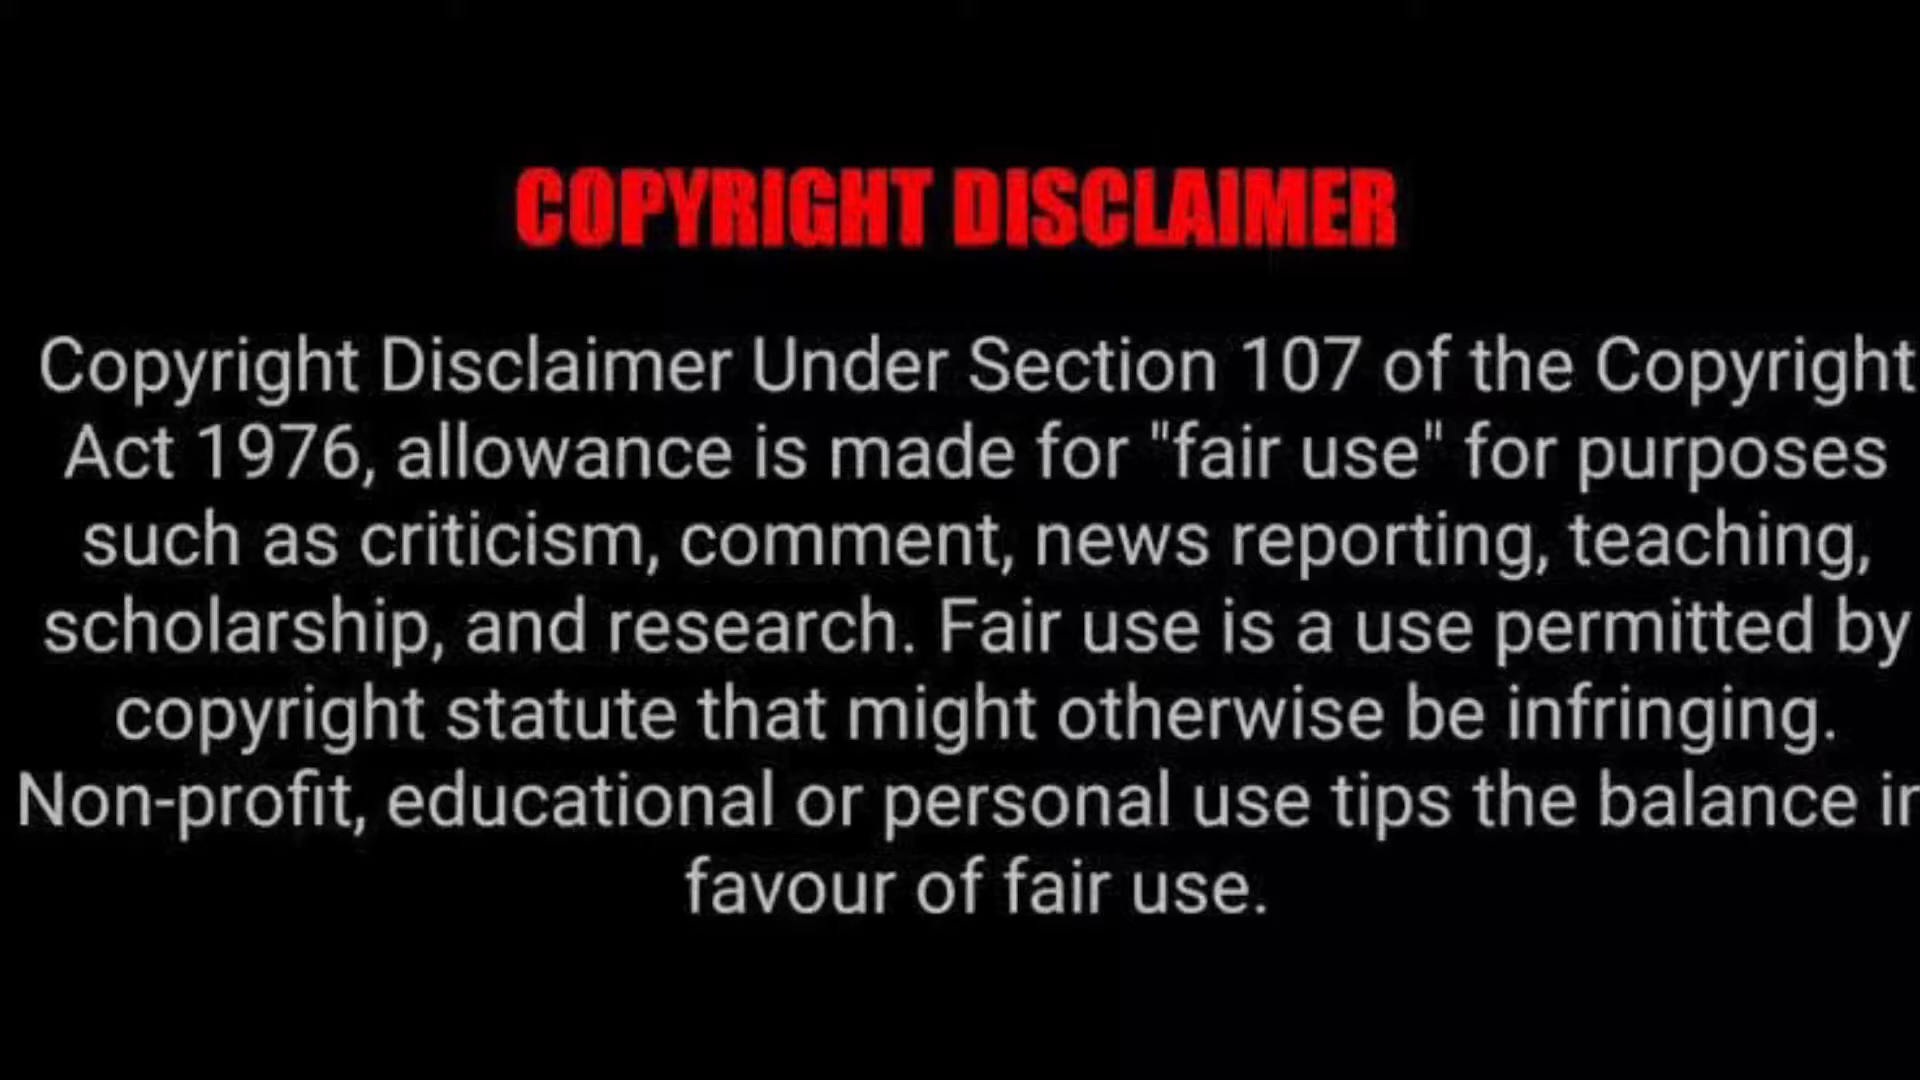 COPYRIGHT DISCLAIMER
Copyright Disclaimer Under Section 107 of the Copyright
Act 1976, allowance is made for "fair use" for purposes
such as criticism, comment, news reporting, teaching,
scholarship, and research. Fair use is a use permitted by
copyright statute that might otherwise be infringing.
Non-profit, educational or personal use tips the balance in
favour of fair use.